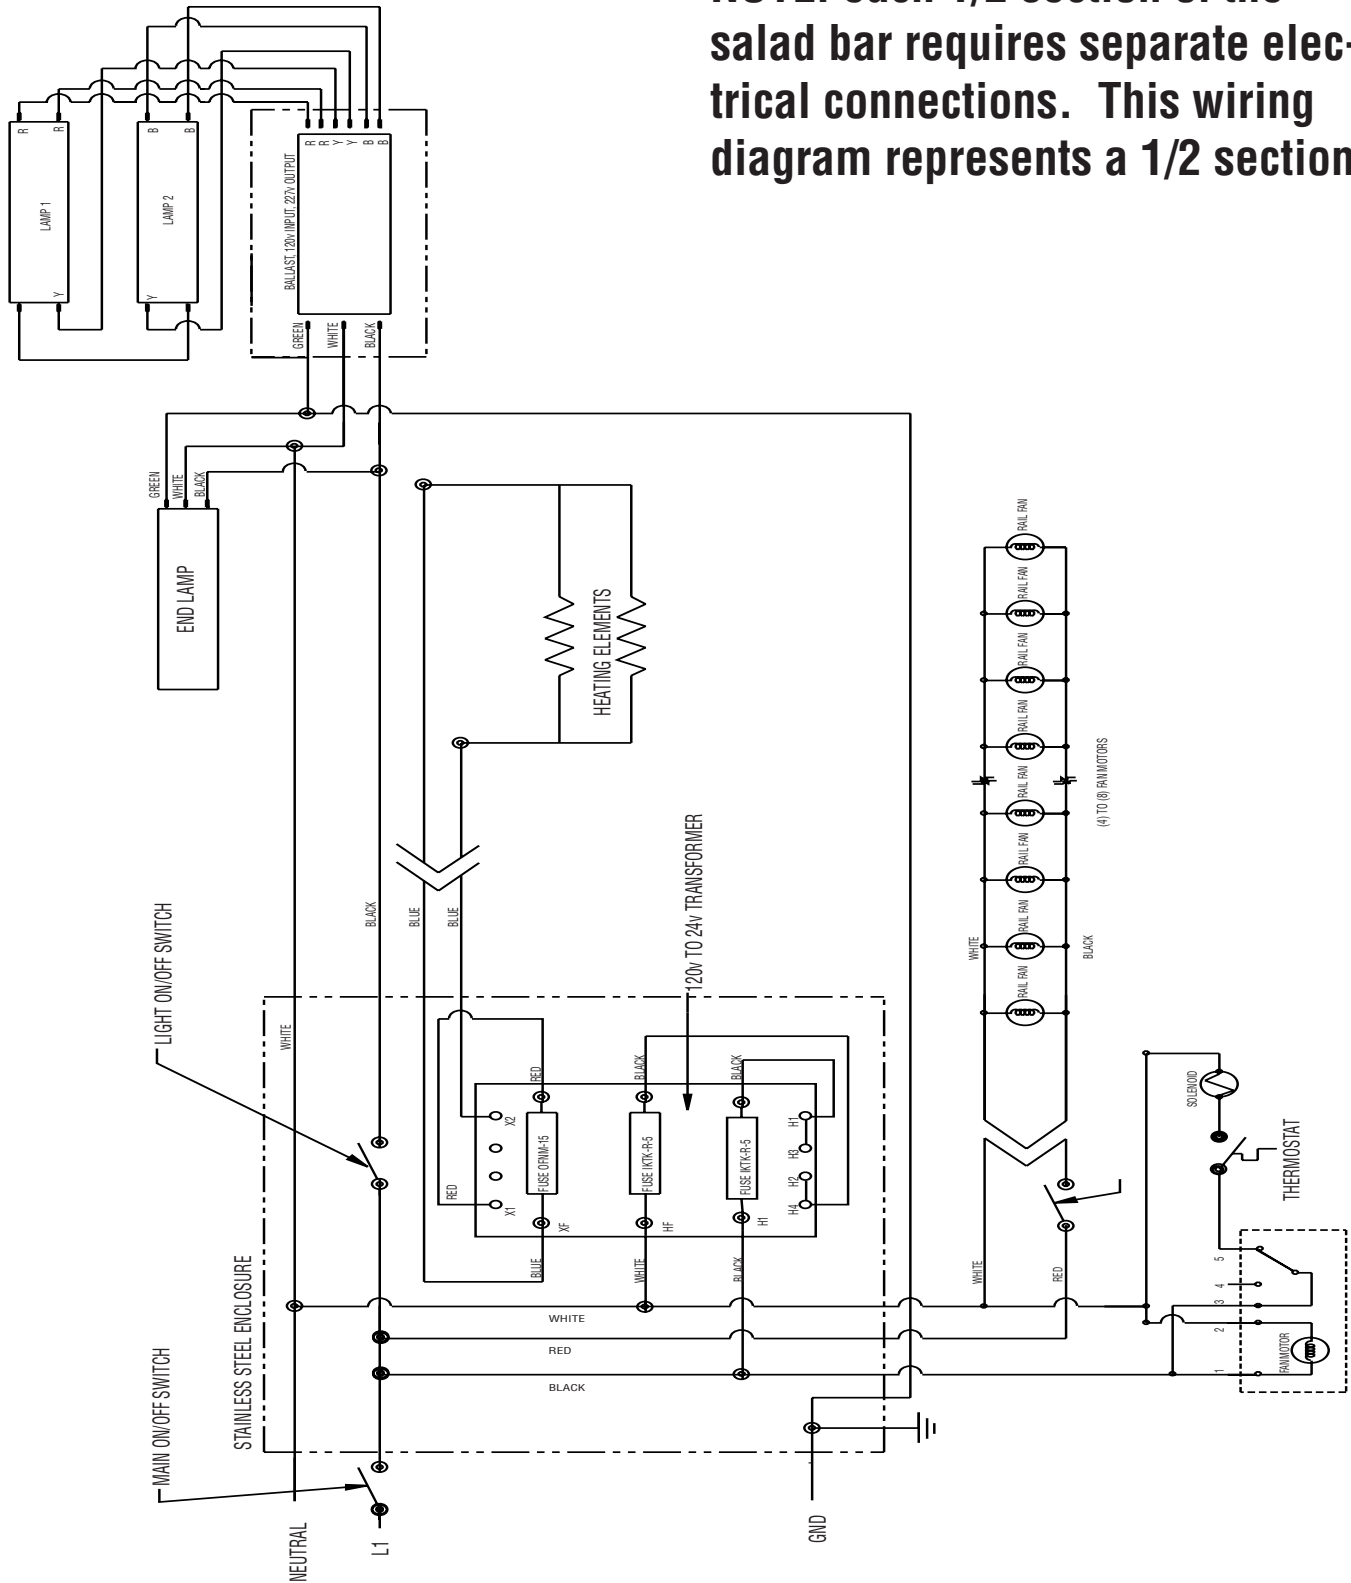 NOTE: each 1/2 section of the
salad bar requires separate elec-
trical connections. This wiring
diagram represents a 1/2 section
R
R
B
B
LAMP 1
LAMP 2
Y
Y
R
R
Y
Y
B
B
BALLAST, 120v INPUT, 227v OUTPUT
GREEN
WHITE
BLACK
GREEN
WHITE
BLACK
END LAMP
HEATING ELEMENTS
RAIL FAN
RAIL FAN
RAIL FAN
RAIL FAN
RAIL FAN
RAIL FAN
RAIL FAN
RAIL FAN
(4) TO (8) FAN MOTORS
WHITE
BLACK
LIGHT ON/OFF SWITCH
BLACK
BLUE
BLUE
120v TO 24v TRANSFORMER
WHITE
RED
BLACK
BLACK
RED
X2
X1
FUSE OFNM-15
FUSE IKTK-R-5
FUSE IKTK-R-5
H1
H3
H2
H4
XF
HF
H1
BLUE
WHITE
BLACK
WHITE
RED
SOLENOID
THERMOSTAT
STAINLESS STEEL ENCLOSURE
WHITE
RED
BLACK
5
4
3
2
1
FAN MOTOR
MAIN ON/OFF SWITCH
NEUTRAL
L1
GND